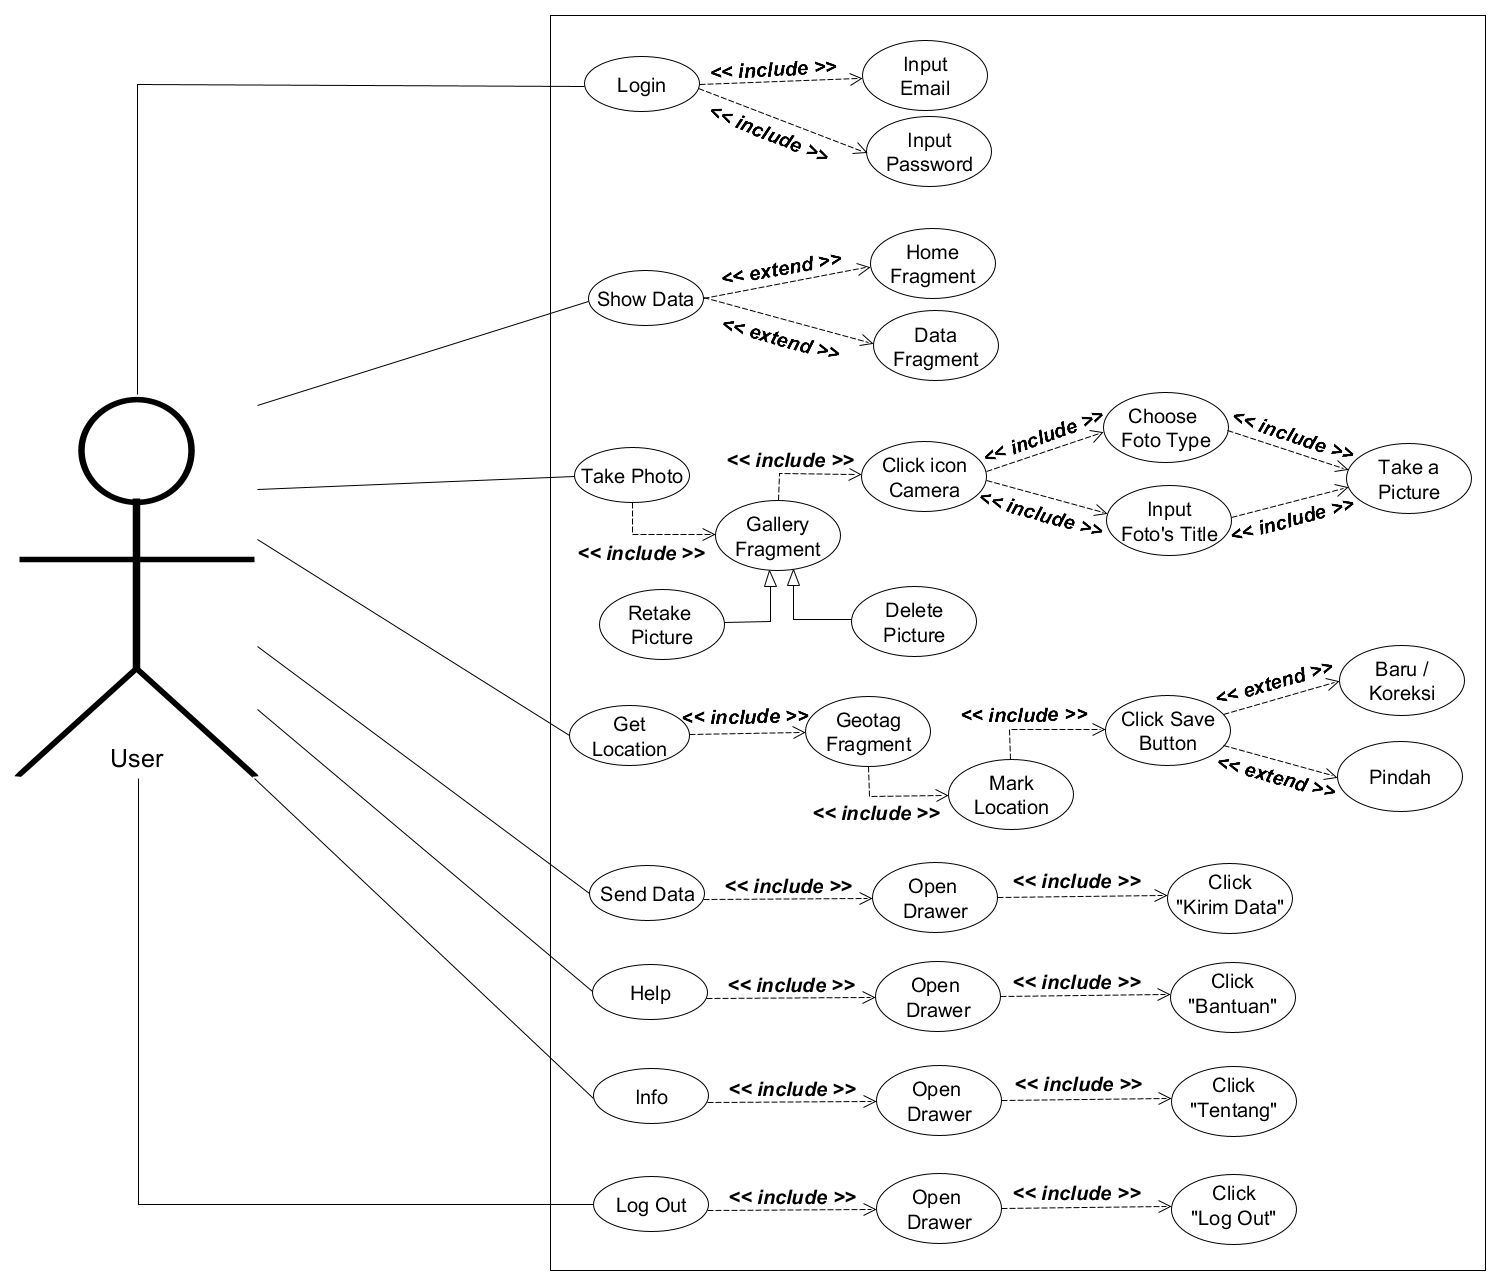 << include >>
Input
Email
Login
<< include >>
Input
Password
Home
Fragment
<< extend >>
Show Data
<< extend >>
Data
Fragment
Choose
Foto Type
<< include >>
<< include >>
<< include >>
Click icon
Camera
Take Photo
Take a
Picture
<< include >>
Input
Foto's Title
<< include >>
Gallery
Fragment
<< include >>
Retake
Picture
Delete
Picture
Baru /
Koreksi
<< extend >>
Get
Location
<< include >>
Geotag
Fragment
<< include >>
Click Save
Button
User
<< extend >>
Pindah
Mark
Location
<< include >>
Send Data
<< include >>
Open
Drawer
<< include >>
Click
"Kirim Data"
Help
<< include >>
Open
Drawer
<< include >>
Click
"Bantuan"
Info
<< include >>
Open
Drawer
<< include >>
Click
"Tentang"
Log Out
<< include >>
Open
Drawer
<< include >>
Click
"Log Out"